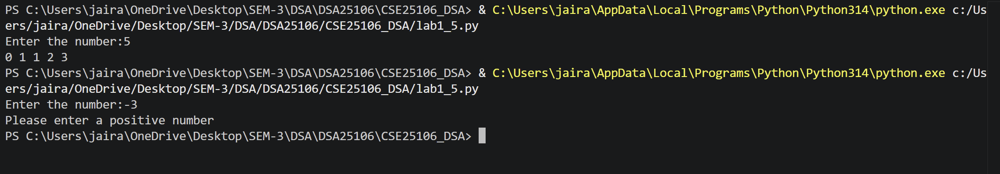 PS C:\Users\jaira\OneDrive\Desktop\SEM-3\DSA\DSA25106\CSE25106_DSA> & C:\Users\jaira\AppData\Local\Programs\Python\Python314\python.exe c:/Us
ers/jaira/OneDrive/Desktop/SEM-3/DSA/DSA25106/CSE25106_DSA/lab1_5.py
Enter the number:5
0 1 1 2 3
PS C:\Users\jaira\OneDrive\Desktop\SEM-3\DSA\DSA25106\CSE25106_DSA> & C:\Users\jaira\AppData\Local\Programs\Python\Python314\python.exe c:/Us
ers/jaira/OneDrive/Desktop/SEM-3/DSA/DSA25106/CSE25106_DSA/lab1_5.py
Enter the number:-3
Please enter a positive number
PS C:\Users\jaira\OneDrive\Desktop\SEM-3\DSA\DSA25106\CSE25106_DSA>